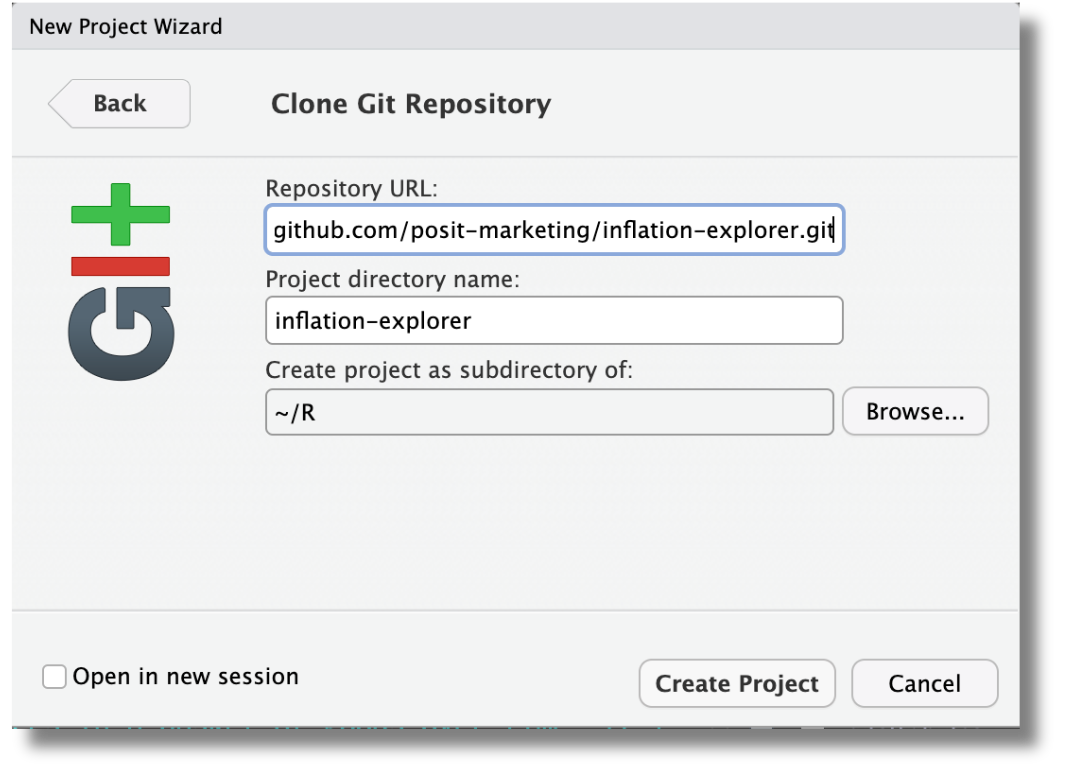 New Project Wizard
Back
Clone Git Repository
GIt
Repository URL:
github.com/posit-marketing/inflation-explorer.git
Project directory name:
inflation-explorer
Create project as subdirectory of:
~/R
Browse...
Open in new session
Create Project
Cancel